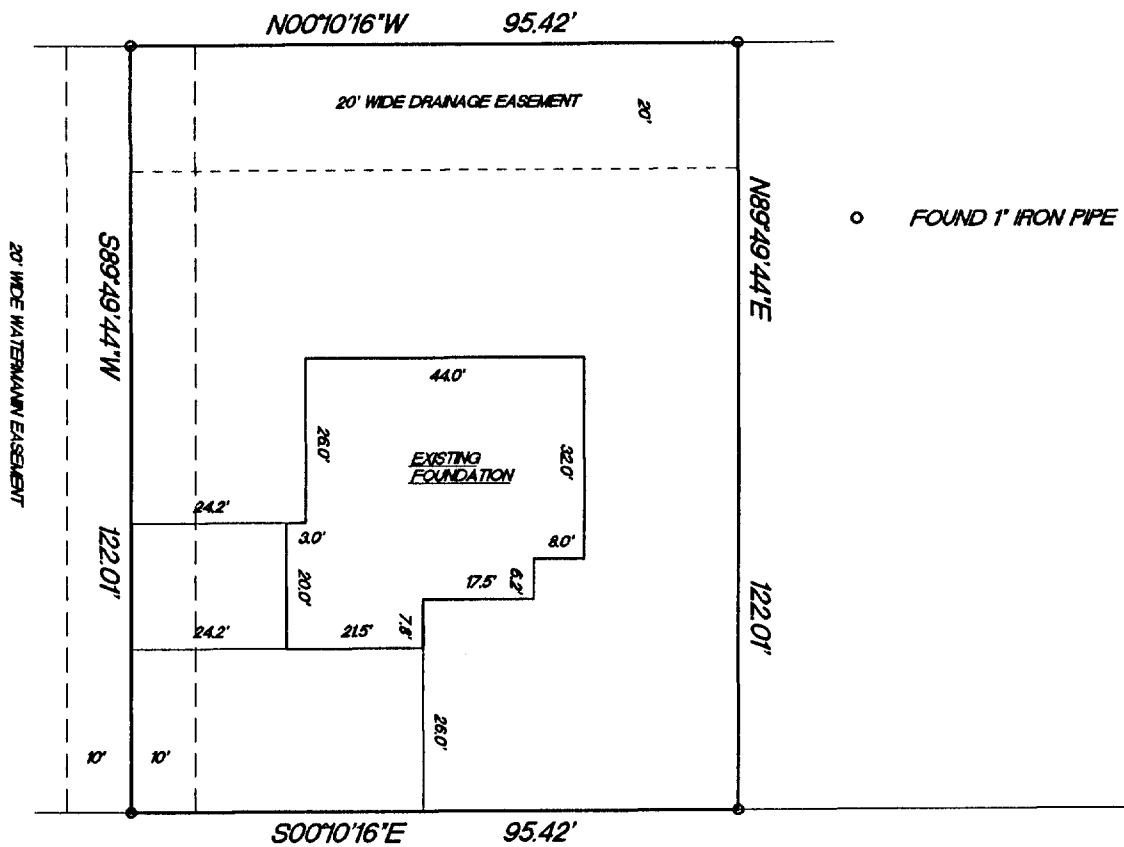 N00°10'16"W 95.42'
20' WIDE DRAINAGE EASEMENT
20'
N89°49'44"E
FOUND 1" IRON PIPE
20' WIDE WATERMANN EASEMENT
S89°49'44"W
44.0'
26.0'
EXISTING
FOUNDATION
32.0'
24.2'
3.0'
8.0'
122.01'
20.0'
17.5'
6.2'
122.01'
24.2'
21.5'
7.8'
26.0'
10'
10'
S00°10'16"E 95.42'